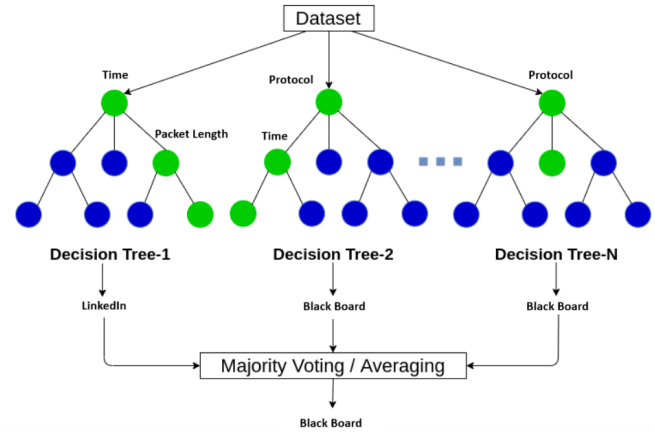 Dataset
Time
Protocol
Protocol
Packet Length
Time
Decision Tree-1
Decision Tree-2
Decision Tree-N
LinkedIn
Black Board
Black Board
Majority Voting / Averaging
Black Board